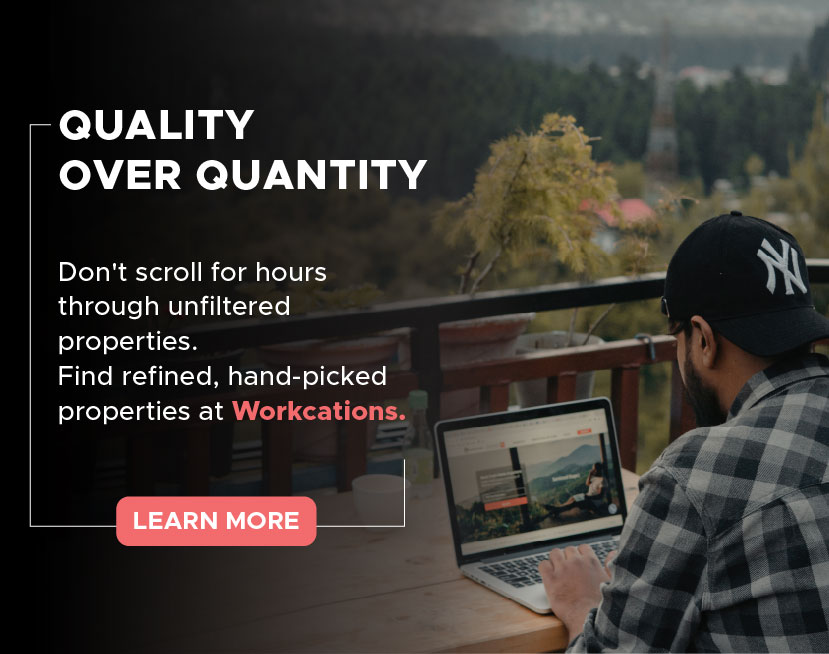 QUALITY
OVER QUANTITY
Don't scroll for hours
through unfiltered
properties.
Find refined, hand-picked
properties at Workcations.
LEARN MORE
NY